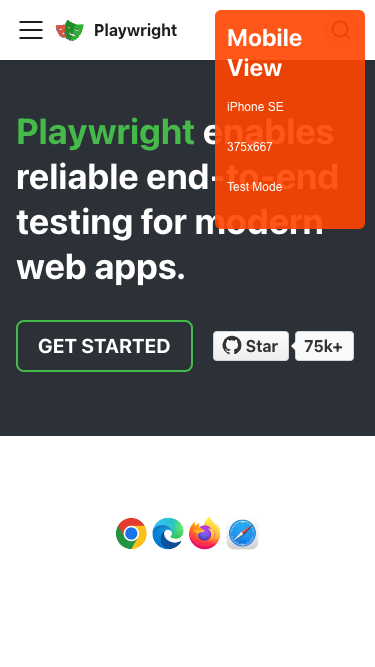 Playwright
Mobile
View
iPhone SE
375x667
Test Mode
Playwright enables
reliable end-to-end
testing for modern
web apps.
GET STARTED
Star
75k+